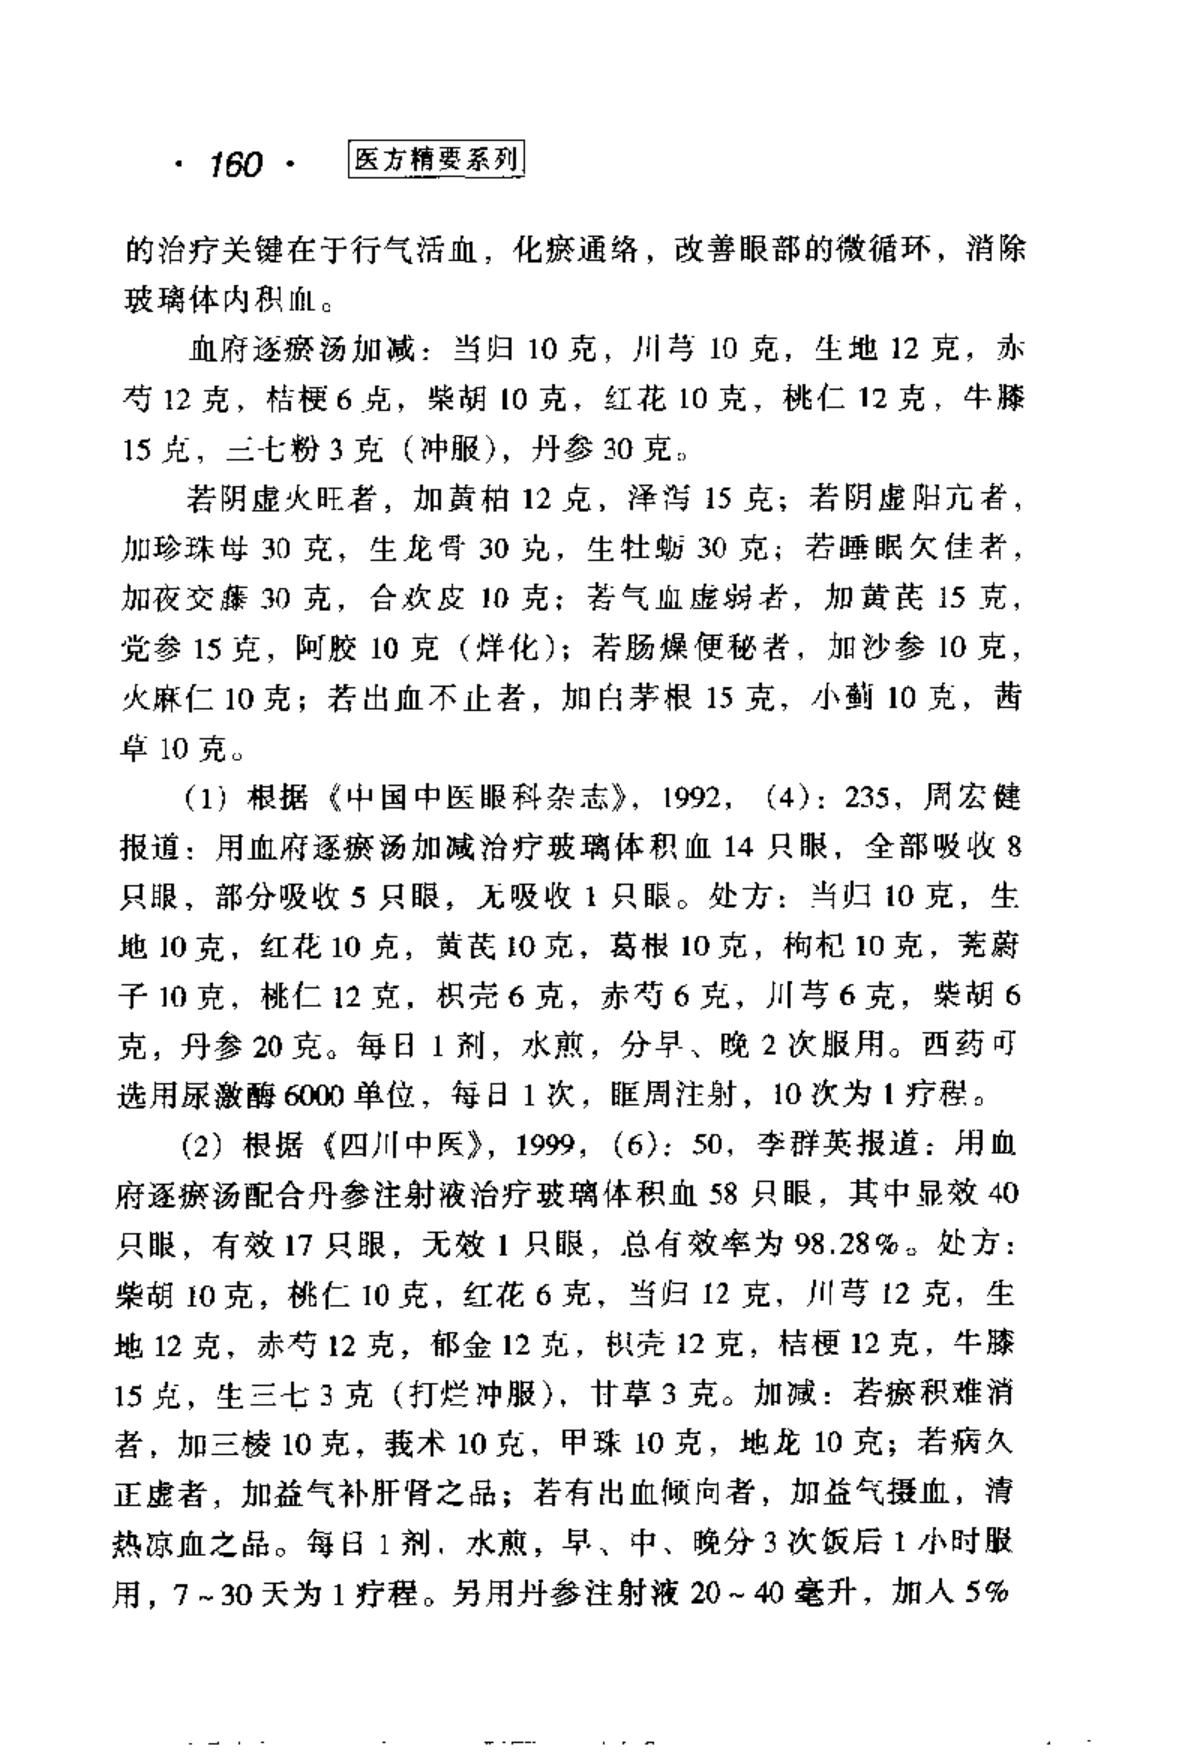 · 160 · 医方精要系列
的治疗关键在于行气活血，化瘀通络，改善眼部的微循环，消除
玻璃体内积血。
血府逐瘀汤加减：当归 10 克，川芎 10 克，生地 12 克，赤
芍 12 克，桔梗 6 克，柴胡 10 克，红花 10 克，桃仁 12 克，牛膝
15 克，三七粉 3 克（冲服），丹参 30 克。
若阴虚火旺者，加黄柏 12 克，泽泻 15 克；若阴虚阳亢者，
加珍珠母 30 克，生龙骨 30 克，生牡蛎 30 克；若睡眠欠佳者，
加夜交藤 30 克，合欢皮 10 克；若气血虚弱者，加黄芪 15 克，
党参 15 克，阿胶 10 克（烊化）；若肠燥便秘者，加沙参 10 克，
火麻仁 10 克；若出血不止者，加白茅根 15 克，小蓟 10 克，茜
草 10 克。
（1）根据《中国中医眼科杂志》，1992，（4）：235，周宏健
报道：用血府逐瘀汤加减治疗玻璃体积血 14 只眼，全部吸收 8
只眼，部分吸收 5 只眼，无吸收 1 只眼。处方：当归 10 克，生
地 10 克，红花 10 克，黄芪 10 克，葛根 10 克，枸杞 10 克，茺蔚
子 10 克，桃仁 12 克，枳壳 6 克，赤芍 6 克，川芎 6 克，柴胡 6
克，丹参 20 克。每日 1 剂，水煎，分早、晚 2 次服用。西药可
选用尿激酶 6000 单位，每日 1 次，眶周注射，10 次为 1 疗程。
（2）根据《四川中医》，1999，（6）：50，李群英报道：用血
府逐瘀汤配合丹参注射液治疗玻璃体积血 58 只眼，其中显效 40
只眼，有效 17 只眼，无效 1 只眼，总有效率为 98.28%。处方：
柴胡 10 克，桃仁 10 克，红花 6 克，当归 12 克，川芎 12 克，生
地 12 克，赤芍 12 克，郁金 12 克，枳壳 12 克，桔梗 12 克，牛膝
15 克，生三七 3 克（打烂冲服），甘草 3 克。加减：若瘀积难消
者，加三棱 10 克，莪术 10 克，甲珠 10 克，地龙 10 克；若病久
正虚者，加益气补肝肾之品；若有出血倾向者，加益气摄血，清
热凉血之品。每日 1 剂，水煎，早、中、晚分 3 次饭后 1 小时服
用，7～30 天为 1 疗程。另用丹参注射液 20～40 毫升，加入 5%